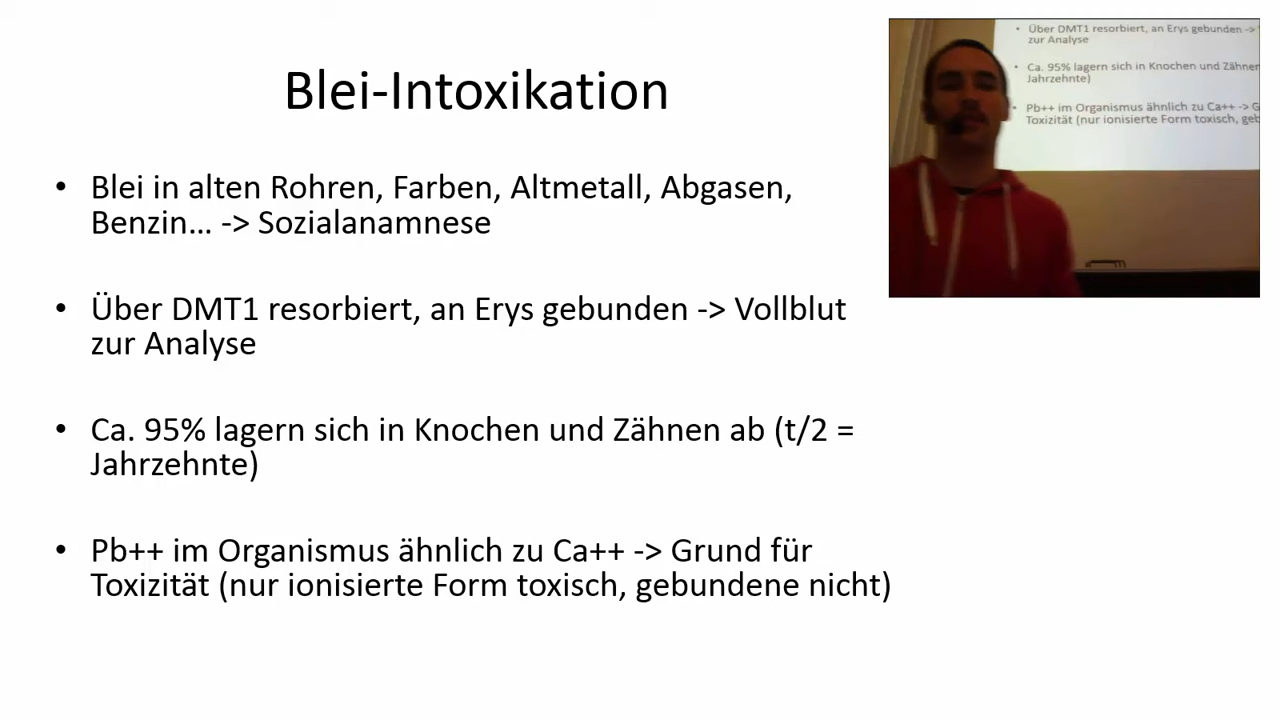 Blei-Intoxikation
• Blei in alten Rohren, Farben, Altmetall, Abgasen,
Benzin... -> Sozialanamnese
• Über DMT1 resorbiert, an Erys gebunden -> Vollblut
zur Analyse
• Ca. 95% lagern sich in Knochen und Zähnen ab (t/2 =
Jahrzehnte)
• Pb++ im Organismus ähnlich zu Ca++ -> Grund für
Toxizität (nur ionisierte Form toxisch, gebundene nicht)
• Über DMT1 resorbiert, an Erys gebunden ->
zur Analyse
• Ca. 95% lagern sich in Knochen und Zähnen
Jahrzehnte)
• Pb++ im Organismus ähnlich zu Ca++ -> G
Toxizität (nur ionisierte Form toxisch, geb